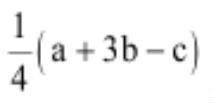 1/4(a + 3b − c)